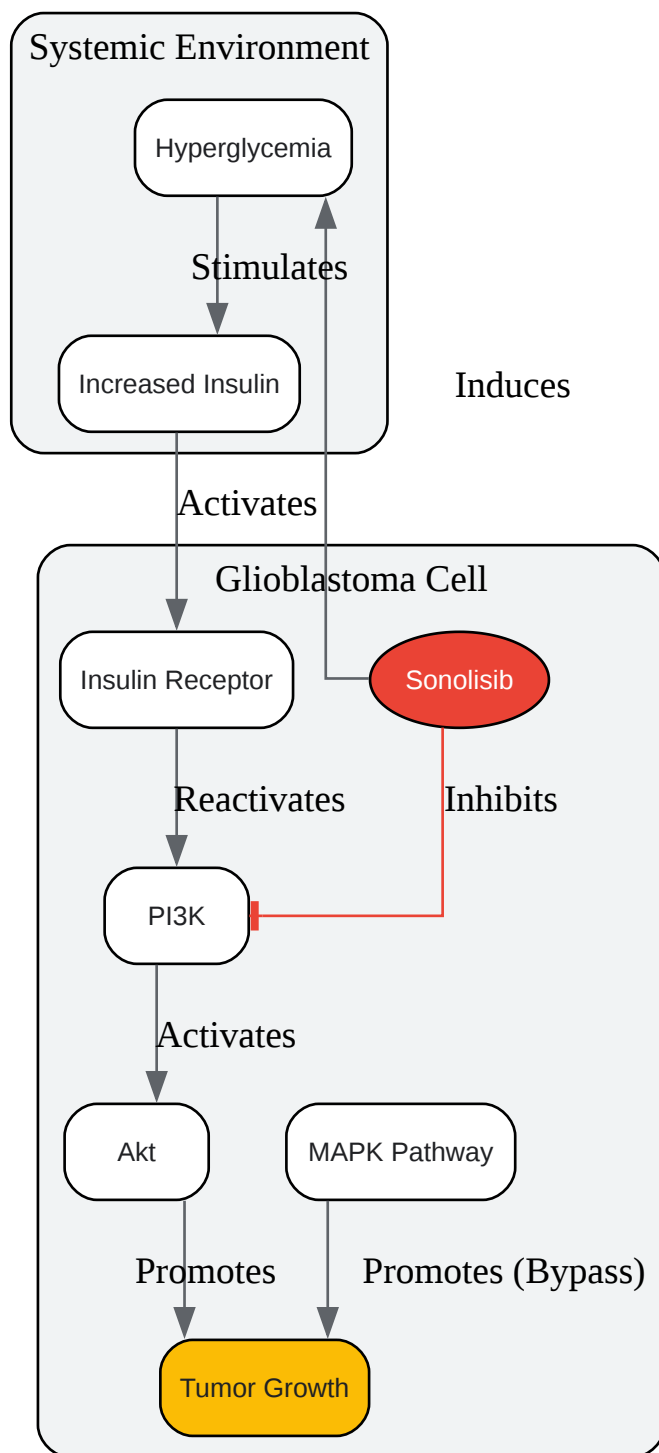 Systemic Environment
Hyperglycemia
Stimulates
Increased Insulin
Induces
Activates
Glioblastoma Cell
Insulin Receptor
Sonolisib
Reactivates
Inhibits
PI3K
Activates
Akt
MAPK Pathway
Promotes
Promotes (Bypass)
Tumor Growth